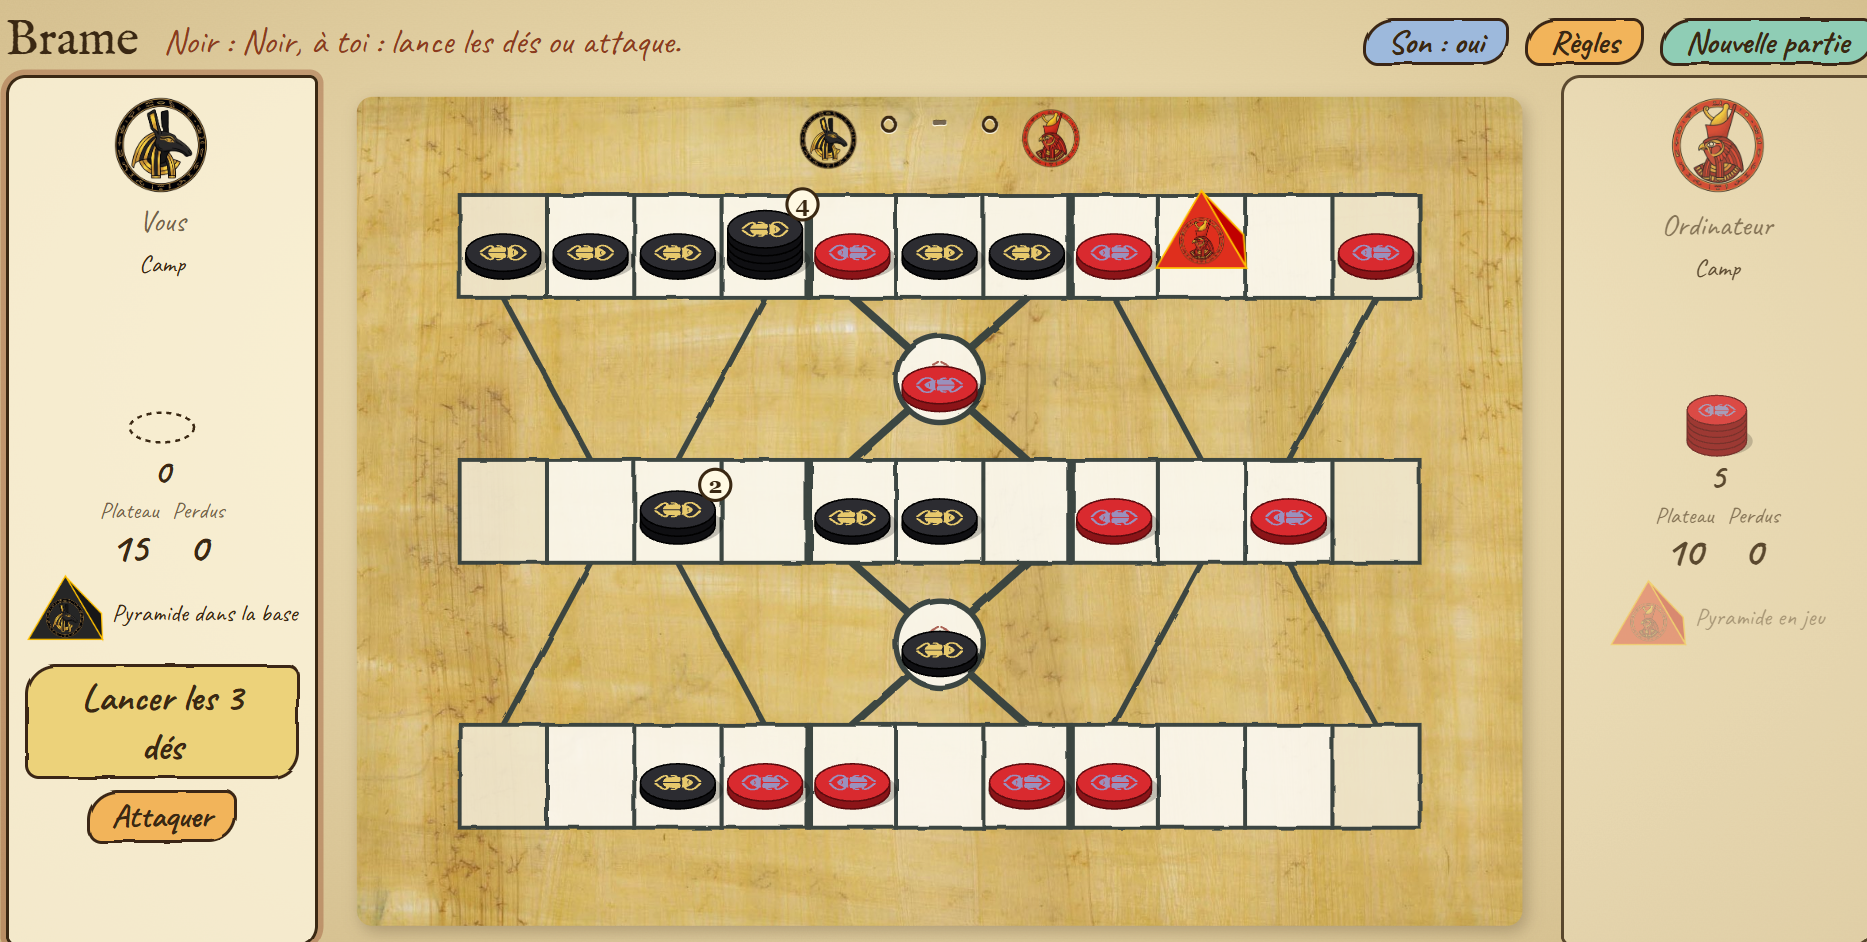 Brame
Noir : Noir, à toi : lance les dés ou attaque.
Son : oui
Règles
Nouvelle partie
Vous
Camp
0
Plateau Perdus
15 0
Pyramide dans la base
Lancer les 3
dés
Attaquer
0 - 0
4
2
Ordinateur
Camp
5
Plateau Perdus
10 0
Pyramide en jeu